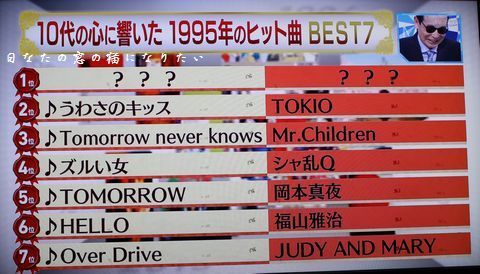 10代の心に響いた 1995年のヒット曲 BEST7
日なたの窓の猫になりたい
1位 ? ? ? ? ? ?
2位 ♪うわさのキッス TOKIO
3位 ♪Tomorrow never knows Mr.Children
4位 ♪ズルい女 シャ乱Q
5位 ♪TOMORROW 岡本真夜
6位 ♪HELLO 福山雅治
7位 ♪Over Drive JUDY AND MARY